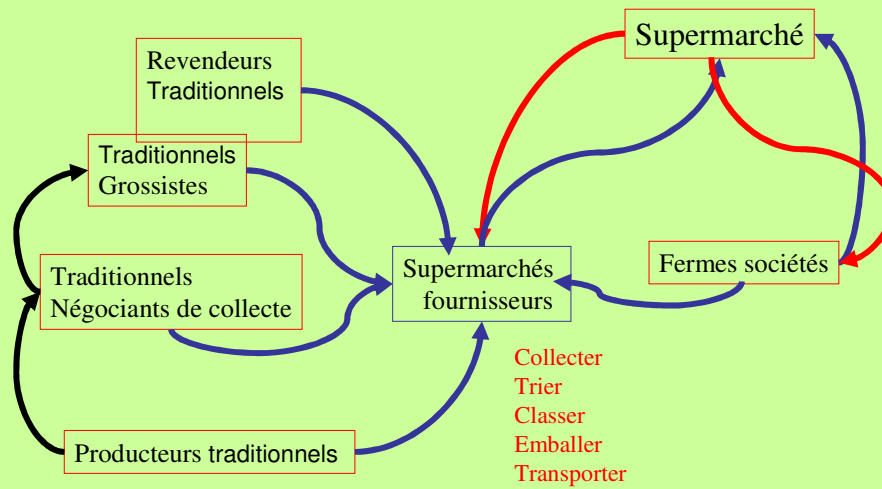 Supermarché
Revendeurs
Traditionnels
Traditionnels
Grossistes
Supermarchés
fournisseurs
Fermes sociétés
Traditionnels
Négociants de collecte
Producteurs traditionnels
Collecter
Trier
Classer
Emballer
Transporter